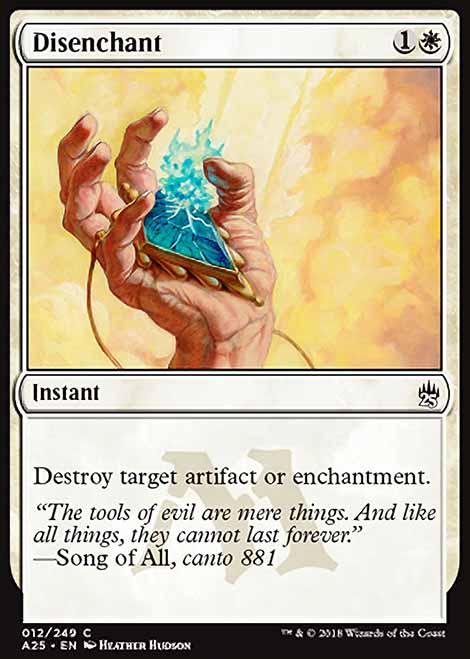 Disenchant 1
Instant 25
Destroy target artifact or enchantment.
“The tools of evil are mere things. And like
all things, they cannot last forever.”
—Song of All, canto 881
012/249 C
A25 • EN Heather Hudson
™ & © 2018 Wizards of the Coast